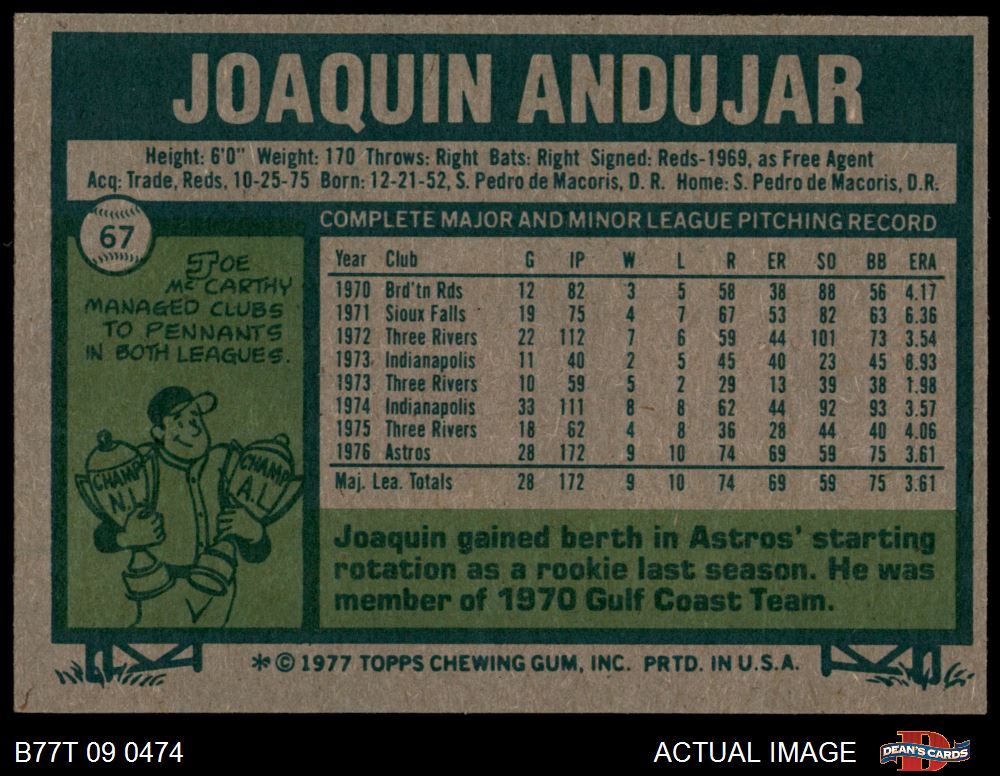 JOAQUIN ANDUJAR
Height: 6'0" Weight: 170 Throws: Right Bats: Right Signed: Reds-1969, as Free Agent
Acq: Trade, Reds, 10-25-75 Born: 12-21-52, S. Pedro de Macoris, D. R. Home: S. Pedro de Macoris, D.R.
67
JOE
McCARTHY
MANAGED CLUBS
TO PENNANTS
IN BOTH LEAGUES.
CHAMP
N.L.
CHAMP
A.L.
COMPLETE MAJOR AND MINOR LEAGUE PITCHING RECORD
Year Club G IP W L R ER SO BB ERA
1970 Brd'tn Rds 12 82 3 5 58 38 88 56 4.17
1971 Sioux Falls 19 75 4 7 67 53 82 63 6.36
1972 Three Rivers 22 112 7 6 59 44 101 73 3.54
1973 Indianapolis 11 40 2 5 45 40 23 45 8.93
1973 Three Rivers 10 59 5 2 29 13 39 38 1.98
1974 Indianapolis 33 111 8 8 62 44 92 93 3.57
1975 Three Rivers 18 62 4 8 36 28 44 40 4.06
1976 Astros 28 172 9 10 74 69 59 75 3.61
Maj. Lea. Totals 28 172 9 10 74 69 59 75 3.61
Joaquin gained berth in Astros' starting
rotation as a rookie last season. He was
member of 1970 Gulf Coast Team.
* © 1977 TOPPS CHEWING GUM, INC. PRTD. IN U.S.A.
B77T 09 0474
ACTUAL IMAGE
D
DEAN'S CARDS